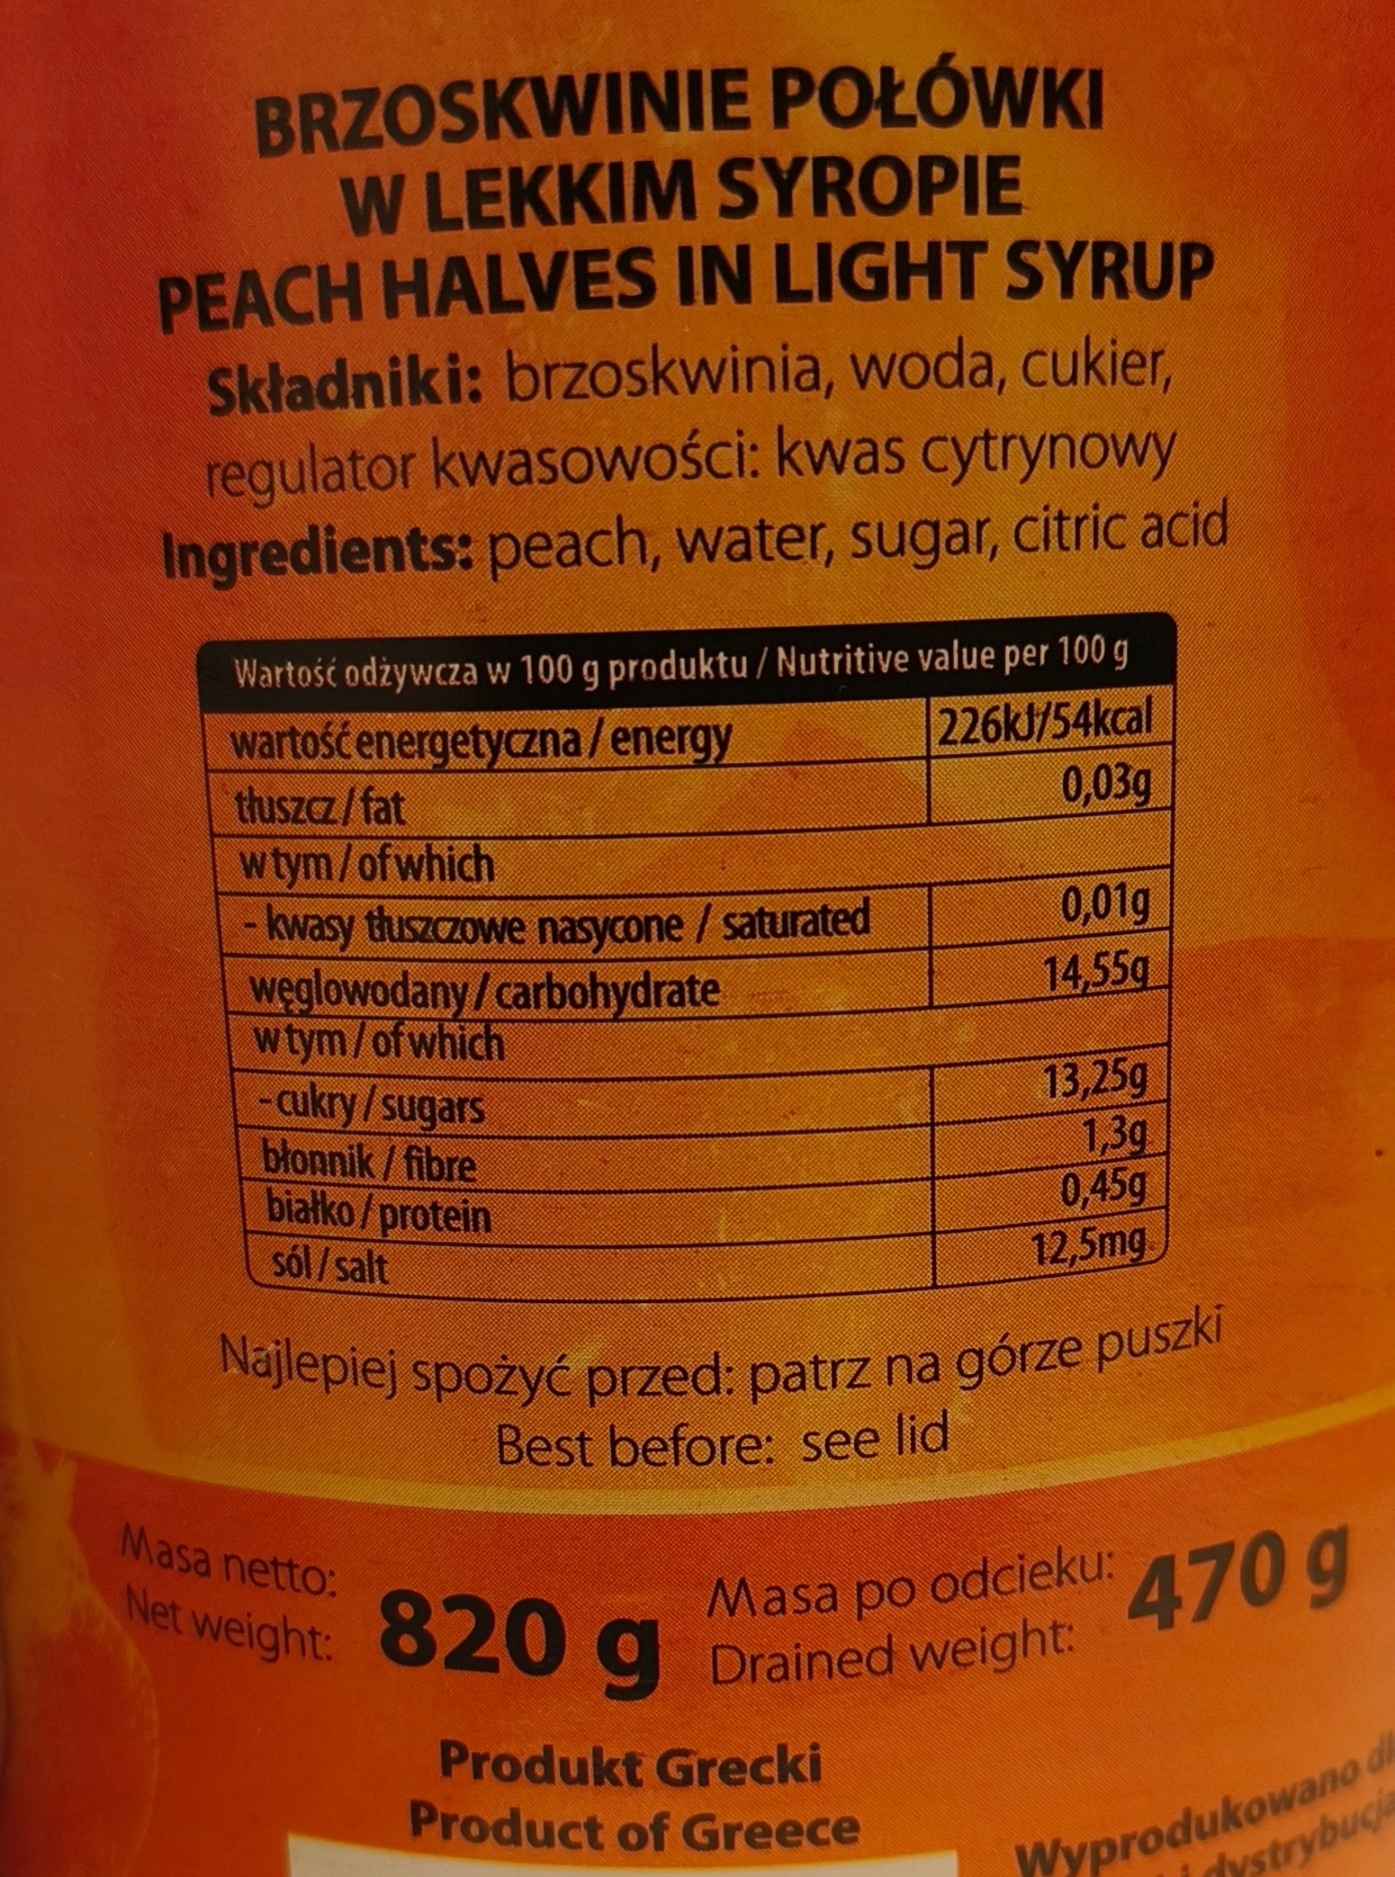 BRZOSKWINIE POŁÓWKI
W LEKKIM SYROPIE
PEACH HALVES IN LIGHT SYRUP
Składniki: brzoskwinia, woda, cukier,
regulator kwasowości: kwas cytrynowy
Ingredients: peach, water, sugar, citric acid
Wartość odżywcza w 100 g produktu / Nutritive value per 100 g
wartość energetyczna / energy 226kJ/54kcal
tłuszcz / fat 0,03g
w tym / of which
- kwasy tłuszczowe nasycone / saturated 0,01g
węglowodany / carbohydrate 14,55g
w tym / of which
- cukry / sugars 13,25g
błonnik / fibre 1,3g
białko / protein 0,45g
sól / salt 12,5mg
Najlepiej spożyć przed: patrz na górze puszki
Best before: see lid
Masa netto:
Net weight: 820 g
Masa po odcieku:
Drained weight: 470 g
Produkt Grecki
Product of Greece
Wyprodukowano